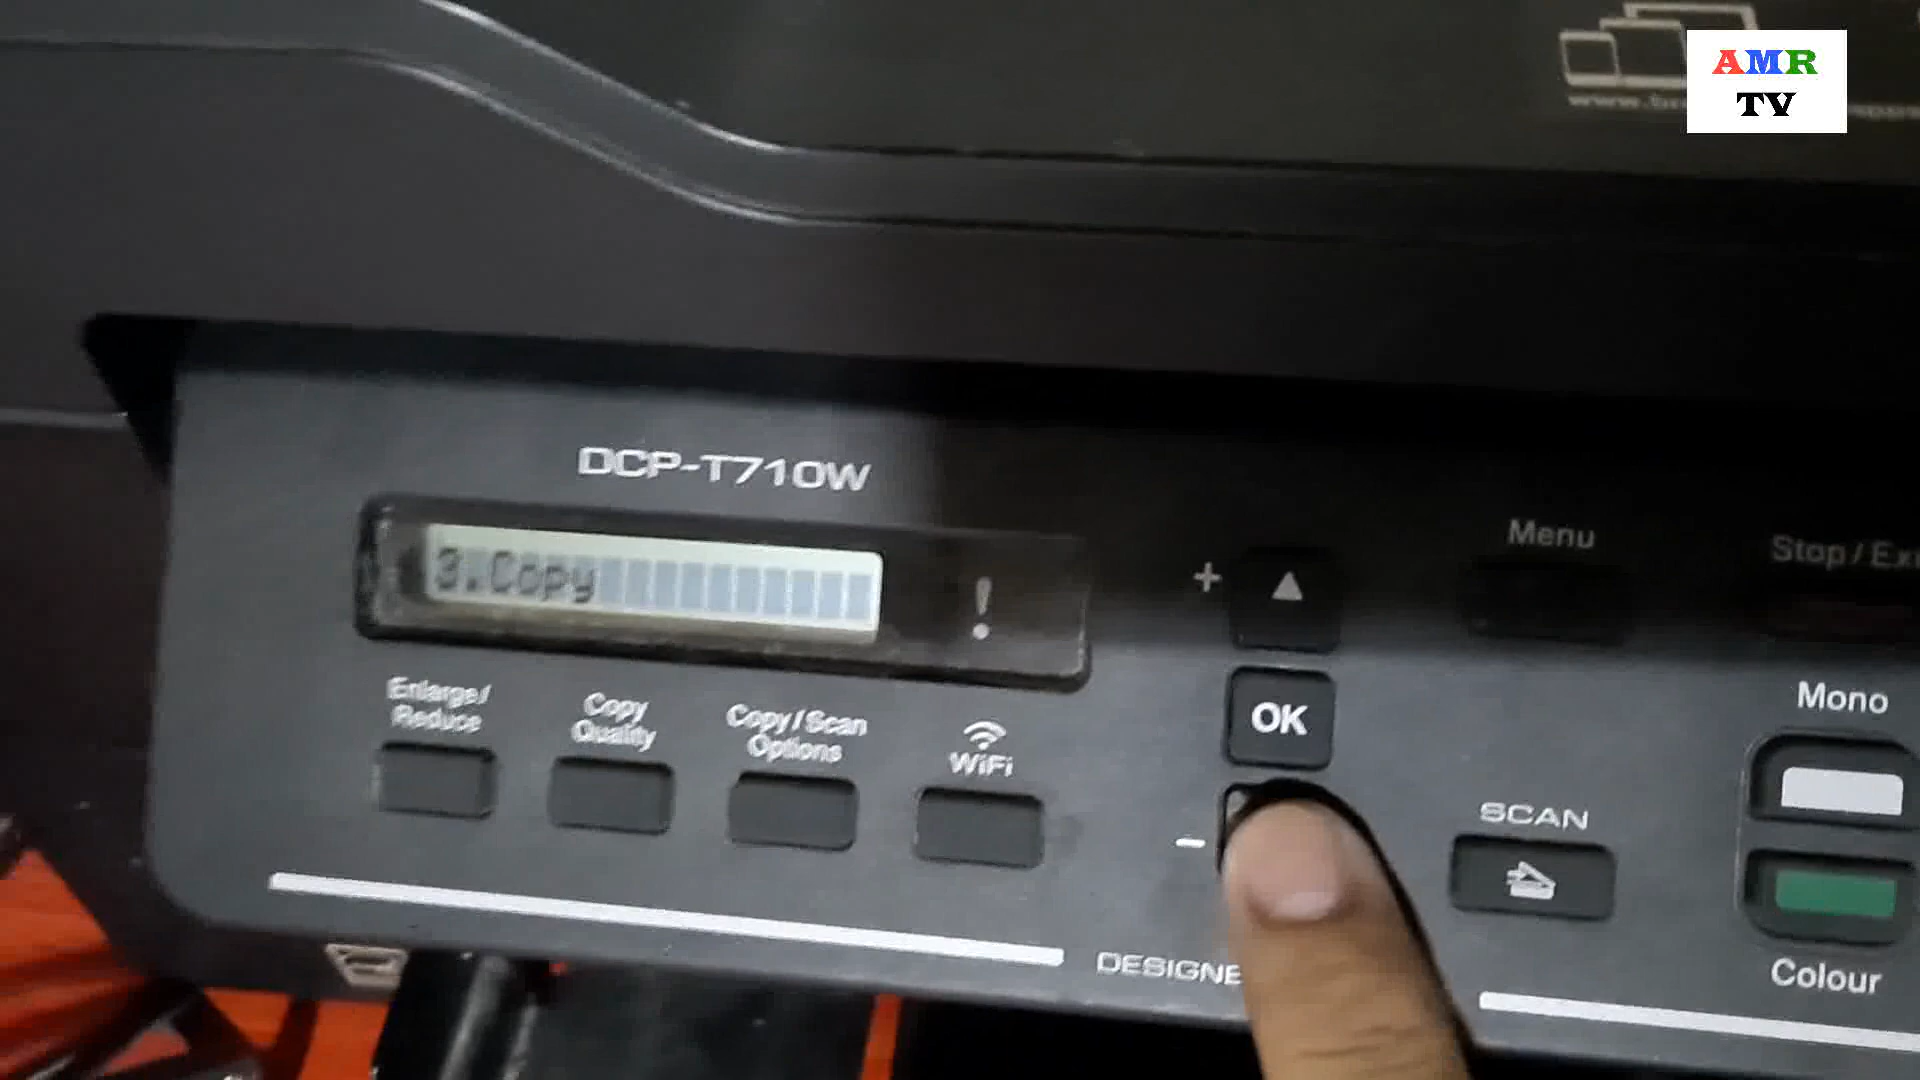 AMR
TV
DCP-T710W
3.Copy
!
+
Menu
Enlarge/
Reduce
Copy
Quality
Copy/Scan
Options
WiFi
OK
-
SCAN
Mono
Colour